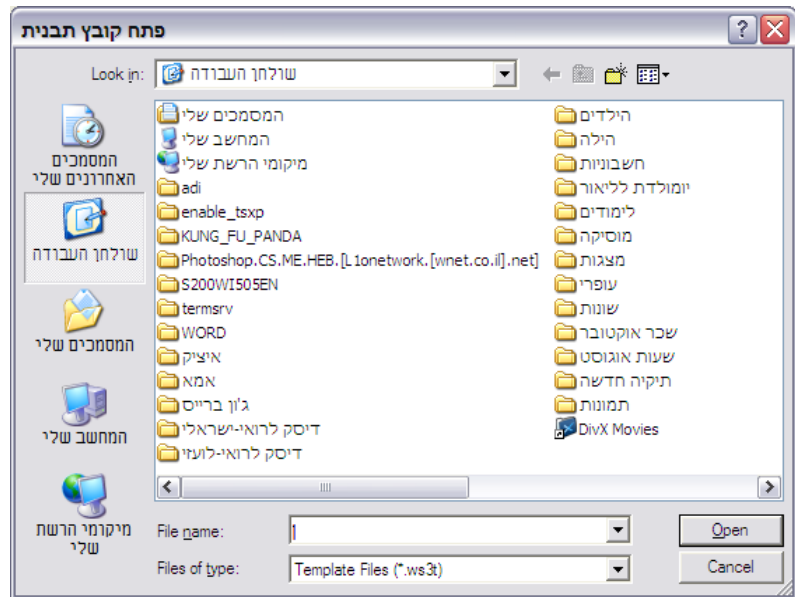 פתח קובץ תבנית
Look in: שולחן העבודה
המסמכים האחרונים שלי
שולחן העבודה
המסמכים שלי
המחשב שלי
מיקומי הרשת שלי
המסמכים שלי
המחשב שלי
מיקומי הרשת שלי
adi
enable_tsxp
KUNG_FU_PANDA
Photoshop.CS.ME.HEB.[L1onetwork.[wnet.co.il].net]
S200WI505EN
termsrv
WORD
איציק
אמא
ג'ון ברייס
דיסק לרואי-ישראלי
דיסק לרואי-לועזי
הילדים
הילה
חשבוניות
יומולדת לליאור
לימודים
מוסיקה
מצגות
עופרי
שונות
שכר אוקטובר
שעות אוגוסט
תיקיה חדשה
תמונות
DivX Movies
File name: 1
Open
Files of type: Template Files (*.ws3t)
Cancel